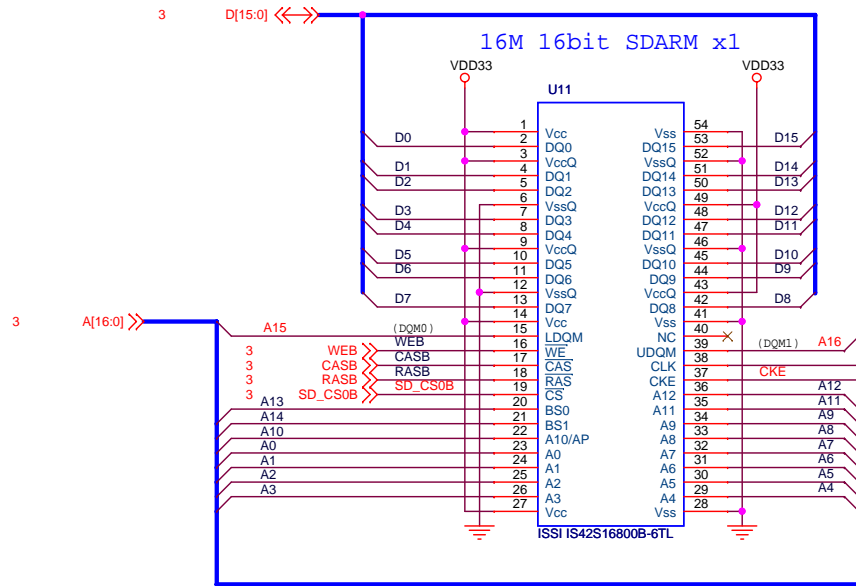 3 D[15:0]
16M 16bit SDARM x1
VDD33 VDD33
U11
1 Vcc Vss 54
D0 2 DQ0 DQ15 53 D15
3 VccQ VssQ 52
D1 4 DQ1 DQ14 51 D14
D2 5 DQ2 DQ13 50 D13
6 VssQ VccQ 49
D3 7 DQ3 DQ12 48 D12
D4 8 DQ4 DQ11 47 D11
9 VccQ VssQ 46
D5 10 DQ5 DQ10 45 D10
D6 11 DQ6 DQ9 44 D9
12 VssQ VccQ 43
D7 13 DQ7 DQ8 42 D8
3 A[16:0] 14 Vcc Vss 41
A15 (DQM0) 15 LDQM NC 40
3 WEB WEB 16 WE UDQM 39 (DQM1) A16
3 CASB CASB 17 CAS CLK 38
3 RASB RASB 18 RAS CKE 37 CKE
3 SD_CS0B SD_CS0B 19 CS A12 36 A12
A13 20 BS0 A11 35 A11
A14 21 BS1 A9 34 A9
A10 22 A10/AP A8 33 A8
A0 23 A0 A7 32 A7
A1 24 A1 A6 31 A6
A2 25 A2 A5 30 A5
A3 26 A3 A4 29 A4
27 Vcc Vss 28
ISSI IS42S16800B-6TL